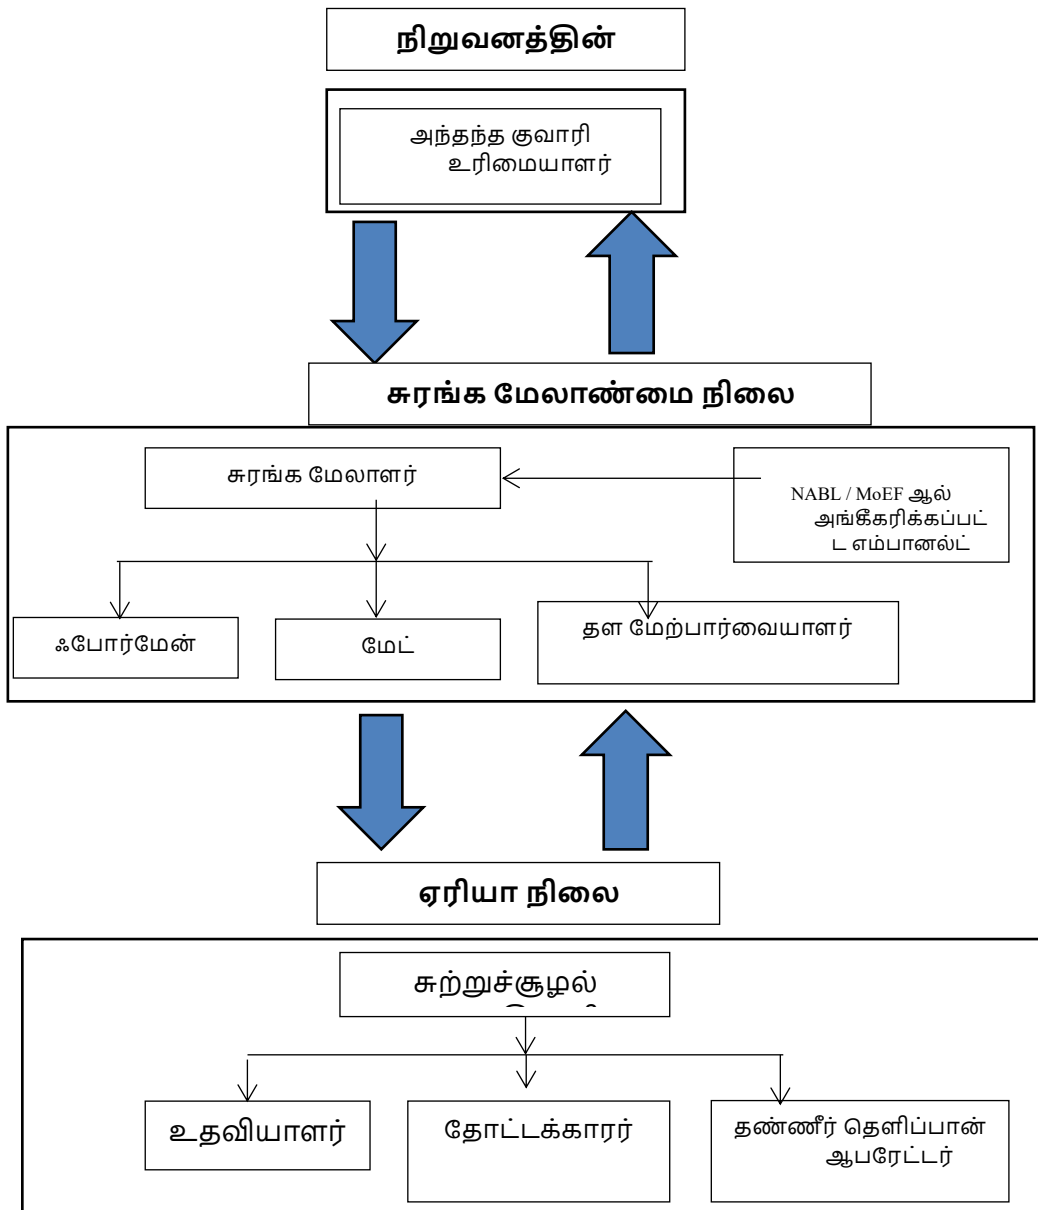 நிறுவனத்தின்
அந்தந்த குவாரி
உரிமையாளர்
சுரங்க மேலாண்மை நிலை
சுரங்க மேலாளர்
NABL / MoEF ஆல்
அங்கீகரிக்கப்பட்
ட எம்பானல்ட்
ஃபோர்மேன்
மேட்
தள மேற்பார்வையாளர்
ஏரியா நிலை
சுற்றுச்சூழல்
உதவியாளர்
தோட்டக்காரர்
தண்ணீர் தெளிப்பான்
ஆபரேட்டர்